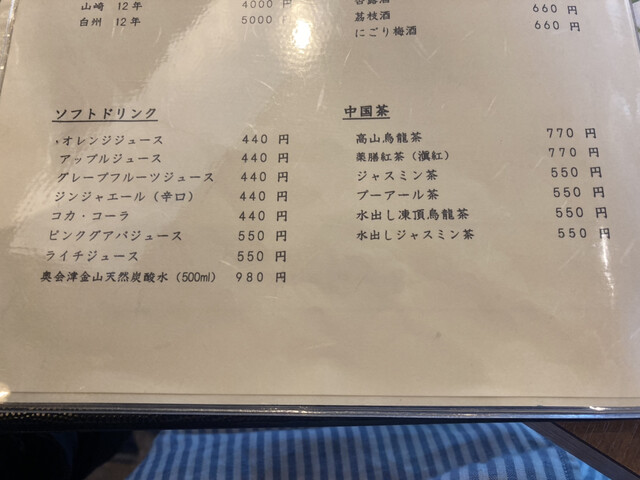 山崎 12年 4000 円
白州 12年 5000 円
荔枝酒 660 円
にごり梅酒 660 円
ソフトドリンク
オレンジジュース 440 円
アップルジュース 440 円
グレープフルーツジュース 440 円
ジンジャエール（辛口） 440 円
コカ・コーラ 440 円
ピンクグアバジュース 550 円
ライチジュース 550 円
奥会津金山天然炭酸水（500ml） 980 円
中国茶
高山烏龍茶 770 円
薬膳紅茶（滇紅） 770 円
ジャスミン茶 550 円
プーアール茶 550 円
水出し凍頂烏龍茶 550 円
水出しジャスミン茶 550 円